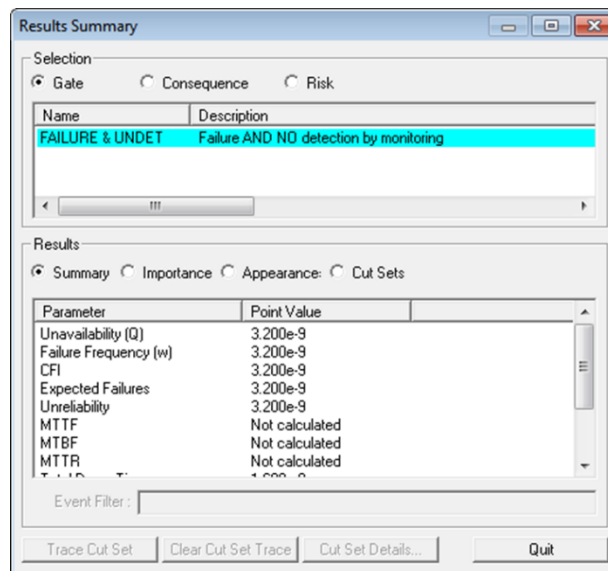 Results Summary
Selection
Gate Consequence Risk
Name Description
FAILURE & UNDET Failure AND NO detection by monitoring
Results
Summary Importance Appearance: Cut Sets
Parameter Point Value
Unavailability (Q) 3.200e-9
Failure Frequency (w) 3.200e-9
CFI 3.200e-9
Expected Failures 3.200e-9
Unreliability 3.200e-9
MTTF Not calculated
MTBF Not calculated
MTTR Not calculated
Event Filter :
Trace Cut Set Clear Cut Set Trace Cut Set Details... Quit